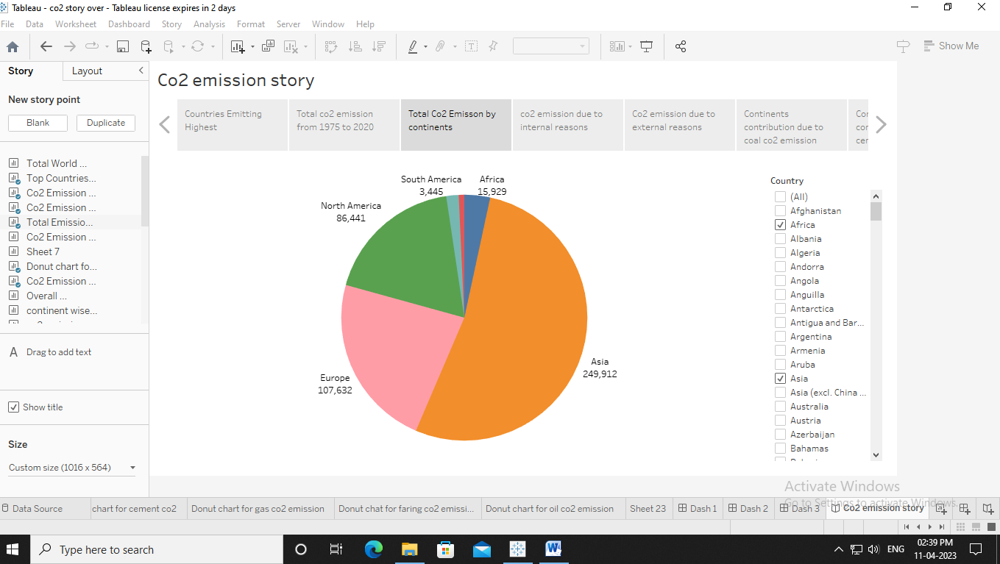 Tableau - co2 story over - Tableau license expires in 2 days
File Data Worksheet Dashboard Story Analysis Format Server Window Help
Show Me
Story
Layout
New story point
Blank
Duplicate
Total World ...
Top Countries...
Co2 Emission ...
Co2 Emission ...
Total Emissio...
Co2 Emission ...
Sheet 7
Donut chart fo...
Co2 Emission ...
Overall ...
continent wise...
A Drag to add text
Show title
Size
Custom size (1016 x 564)
Co2 emission story
Countries Emitting
Highest
Total co2 emission
from 1975 to 2020
Total Co2 Emisson by
continents
co2 emission due to
internal reasons
Co2 emission due to
external reasons
Continents
contribution due to
coal co2 emission
South America
3,445
Africa
15,929
North America
86,441
Asia
249,912
Europe
107,632
Country
(All)
Afghanistan
Africa
Albania
Algeria
Andorra
Angola
Anguilla
Antarctica
Antigua and Bar...
Argentina
Armenia
Aruba
Asia
Asia (excl. China ...
Australia
Austria
Azerbaijan
Bahamas
Activate Windows
Go to Settings to activate Windows.
Data Source
chart for cement co2
Donut chart for gas co2 emission
Donut chat for faring co2 emissi...
Donut chart for oil co2 emission
Sheet 23
Dash 1
Dash 2
Dash 3
Co2 emission story
Type here to search
ENG
02:39 PM
11-04-2023